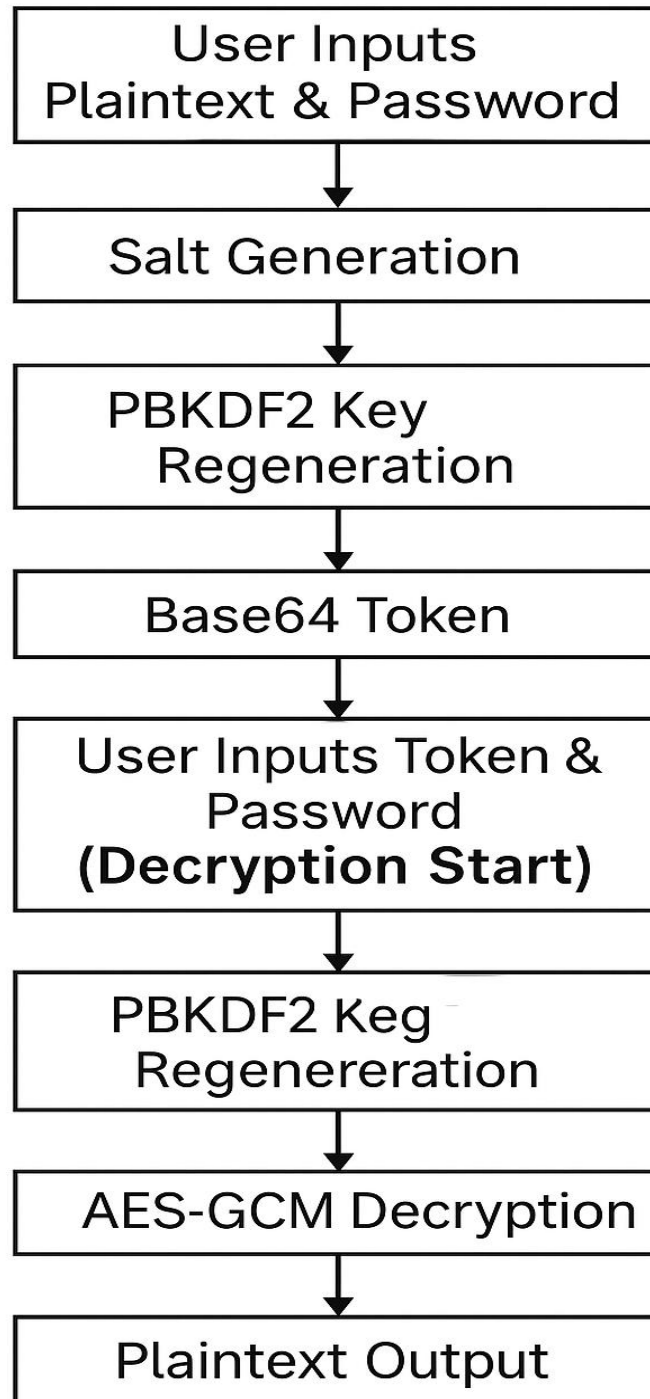 User Inputs
Plaintext & Password
Salt Generation
PBKDF2 Key
Regeneration
Base64 Token
User Inputs Token &
Password
(Decryption Start)
PBKDF2 Keg
Regenereration
AES-GCM Decryption
Plaintext Output